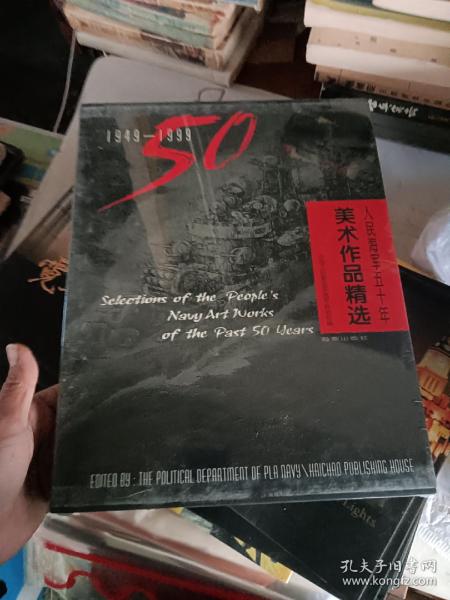 1949—1999
50
人民海军五十年
美术作品精选
海潮出版社
Selections of the People's
Navy Art Works
of the Past 50 Years
EDITED BY : THE POLITICAL DEPARTMENT OF PLA NAVY \ HAICHAO PUBLISHING HOUSE
Lights
孔夫子旧书网
www.kongfz.com